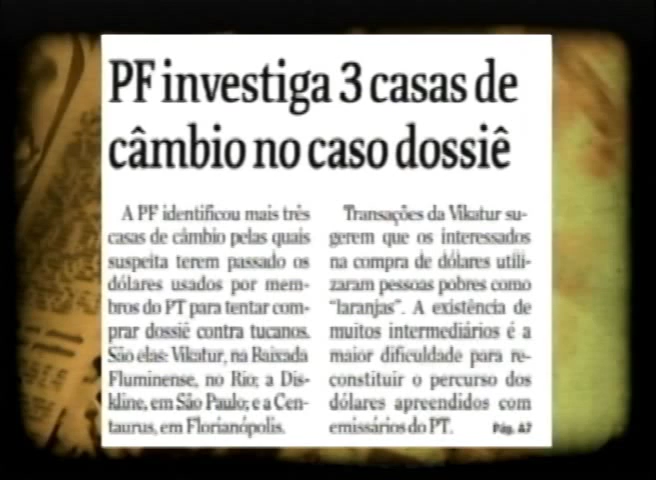 PF investiga 3 casas de
câmbio no caso dossiê
A PF identificou mais três
casas de câmbio pelas quais
suspeita terem passado os
dólares usados por mem-
bros do PT para tentar com-
prar dossiê contra tucanos.
São elas: Vikatur, na Baixada
Fluminense, no Rio; a Dis-
kline, em São Paulo; e a Cen-
taurus, em Florianópolis.
Transações da Vikatur su-
gerem que os interessados
na compra de dólares utili-
zaram pessoas pobres como
"laranjas". A existência de
muitos intermediários é a
maior dificuldade para re-
constituir o percurso dos
dólares apreendidos com
emissários do PT. Pág. A7